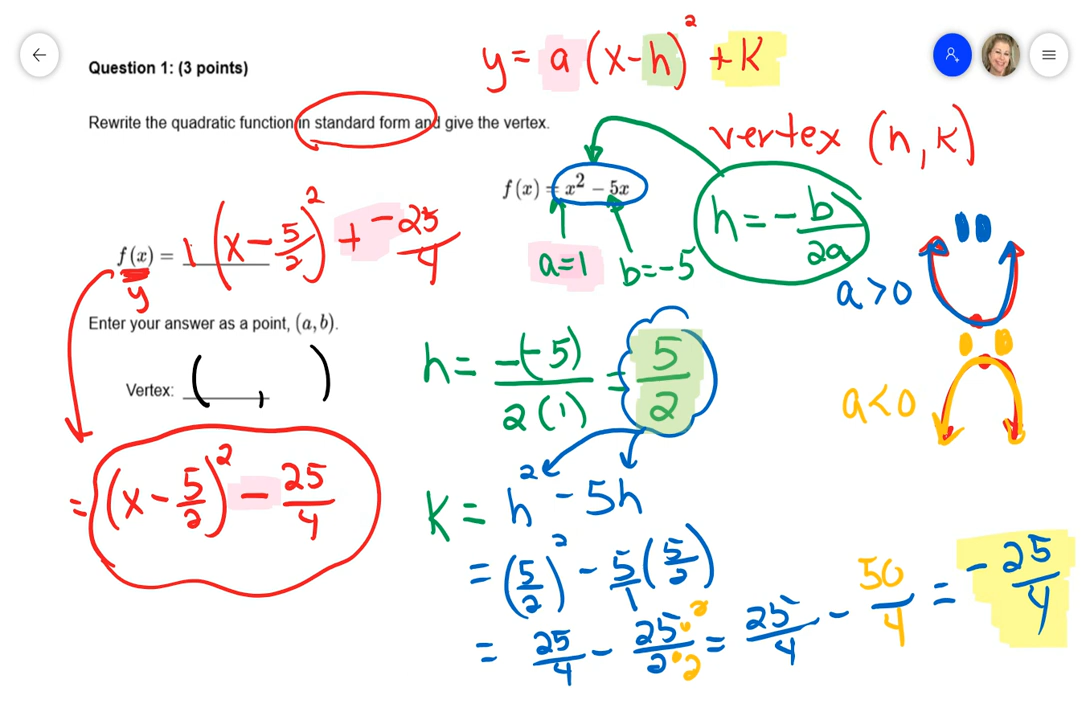 y = a (x-h)² + K
Question 1: (3 points)
Rewrite the quadratic function in standard form and give the vertex.
vertex (h, K)
f(x) = x² − 5x
h = - b/2a
a=1
b=-5
f(x) = 1 (x - 5/2)² + -25/4
y
a>0
Enter your answer as a point, (a, b).
h = -(-5)/2(1) = 5/2
Vertex: ( , )
a<0
= (x - 5/2)² - 25/4
K = h² - 5h
= (5/2)² - 5/1 (5/2)
= 25/4 - 25·2/2·2 = 25/4 - 50/4 = -25/4